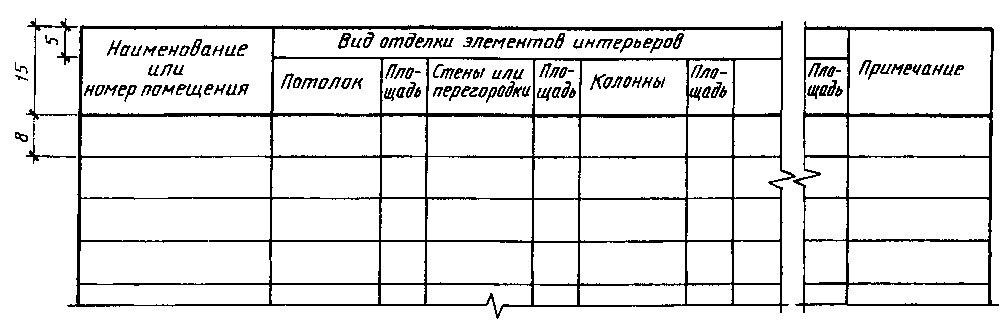 5
15
8
Вид отделки элементов интерьеров
Наименование
или
номер помещения
Потолок
Пло-
щадь
Стены или
перегородки
Пло-
щадь
Колонны
Пло-
щадь
Пло-
щадь
Примечание